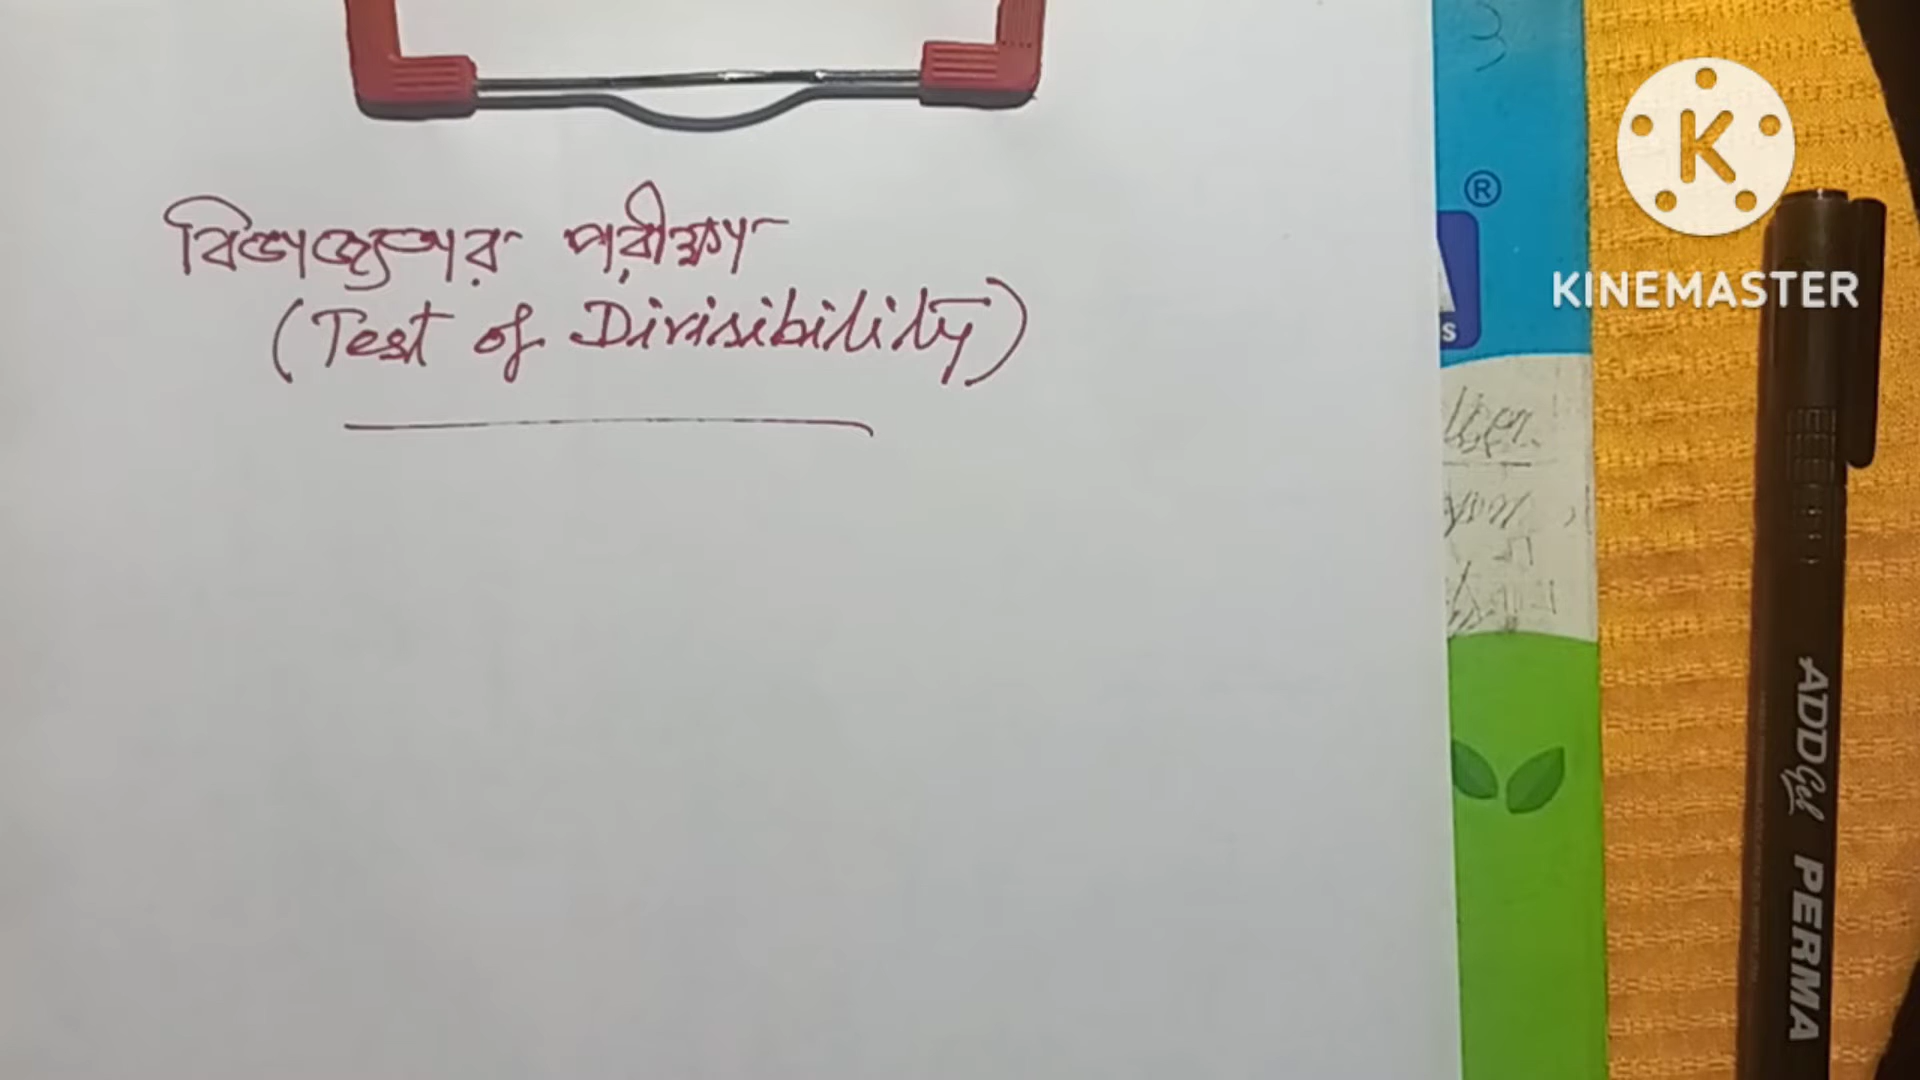 বিভাজ্যতার পরীক্ষা
(Test of Divisibility)
®
KINEMASTER
ADD Gel PERMA